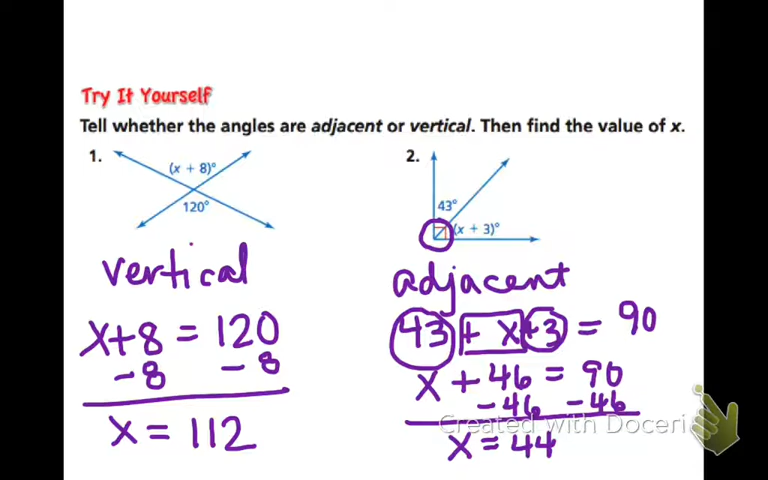 Try It Yourself
Tell whether the angles are adjacent or vertical. Then find the value of x.
1.
(x + 8)°
120°
2.
43°
(x + 3)°
vertical
x+8 = 120
-8 -8
x = 112
adjacent
43 + x +3 = 90
x + 46 = 90
-46 -46
x = 44
Created with Doceri